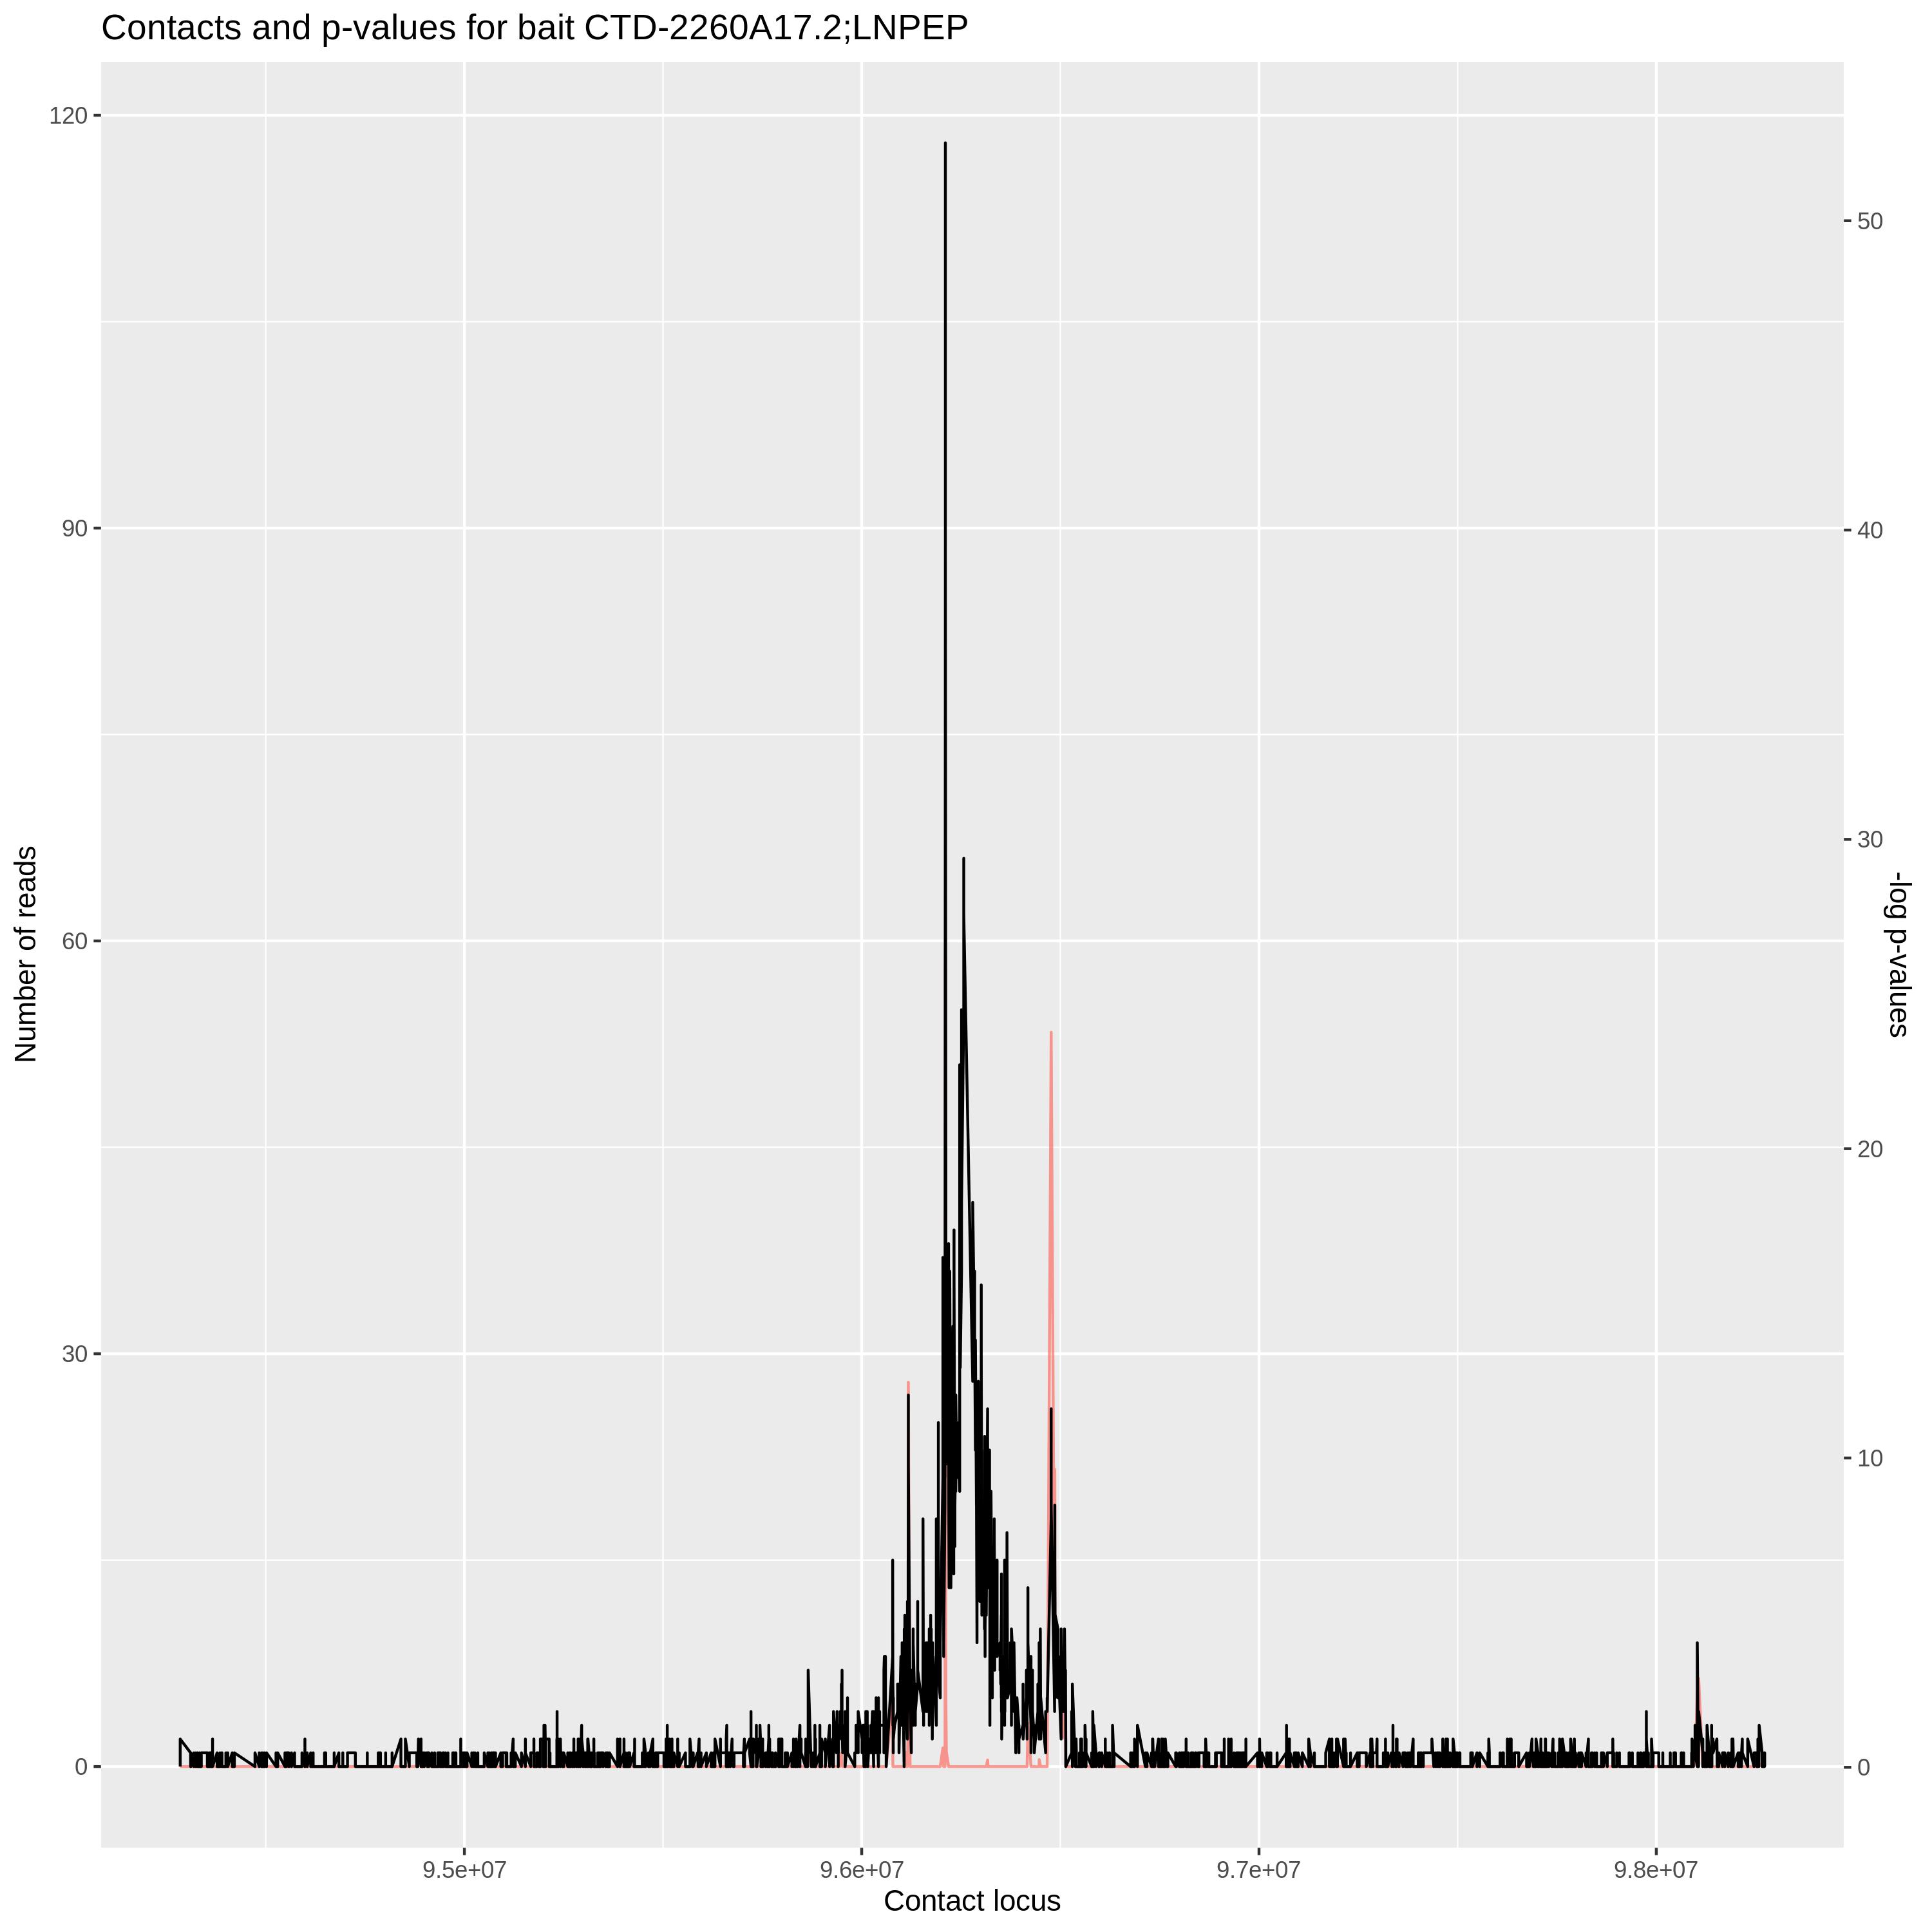 Contacts and p-values for bait CTD-2260A17.2;LNPEP
120
90
60
30
0
Number of reads
50
40
30
20
10
0
-log p-values
9.5e+07
9.6e+07
9.7e+07
9.8e+07
Contact locus